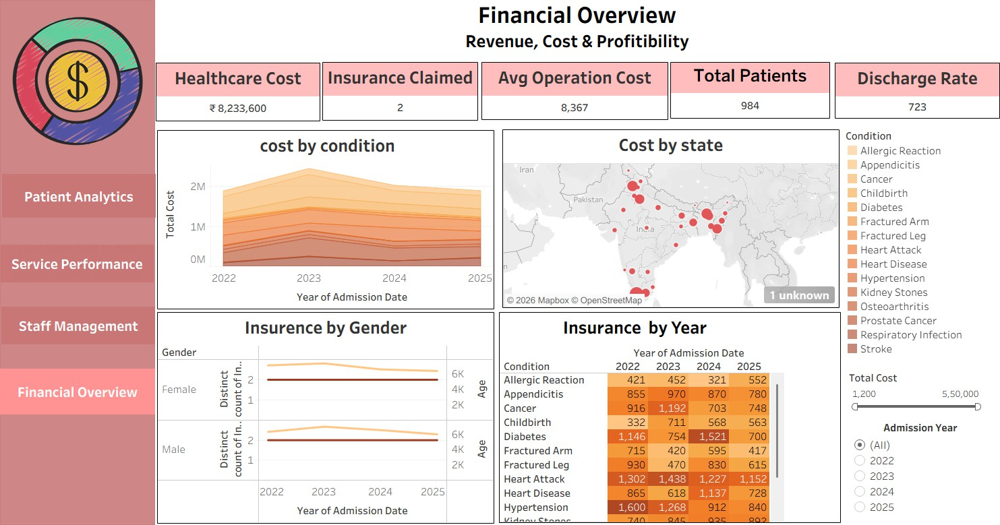 Financial Overview
Revenue, Cost & Profitibility
Healthcare Cost
₹ 8,233,600
Insurance Claimed
2
Avg Operation Cost
8,367
Total Patients
984
Discharge Rate
723
$
Patient Analytics
Service Performance
Staff Management
Financial Overview
cost by condition
Total Cost
2M
1M
0M
2022 2023 2024 2025
Year of Admission Date
Cost by state
Iran
Pakistan
India
© 2026 Mapbox © OpenStreetMap
1 unknown
Condition
Allergic Reaction
Appendicitis
Cancer
Childbirth
Diabetes
Fractured Arm
Fractured Leg
Heart Attack
Heart Disease
Hypertension
Kidney Stones
Osteoarthritis
Prostate Cancer
Respiratory Infection
Stroke
Total Cost
1,200 5,50,000
Admission Year
(All)
2022
2023
2024
2025
Insurence by Gender
Gender
Female
Distinct
count of In..
2
1
6K
4K
2K
Age
Male
Distinct
count of In..
2
1
6K
4K
2K
Age
2022 2023 2024 2025
Year of Admission Date
Insurance by Year
Year of Admission Date
Condition 2022 2023 2024 2025
Allergic Reaction 421 452 321 552
Appendicitis 855 970 870 780
Cancer 916 1,192 703 748
Childbirth 332 711 568 563
Diabetes 1,146 754 1,521 700
Fractured Arm 715 420 595 417
Fractured Leg 930 470 830 615
Heart Attack 1,302 1,438 1,227 1,152
Heart Disease 865 618 1,137 728
Hypertension 1,600 1,268 912 840
Kidney Stones 740 845 935 892